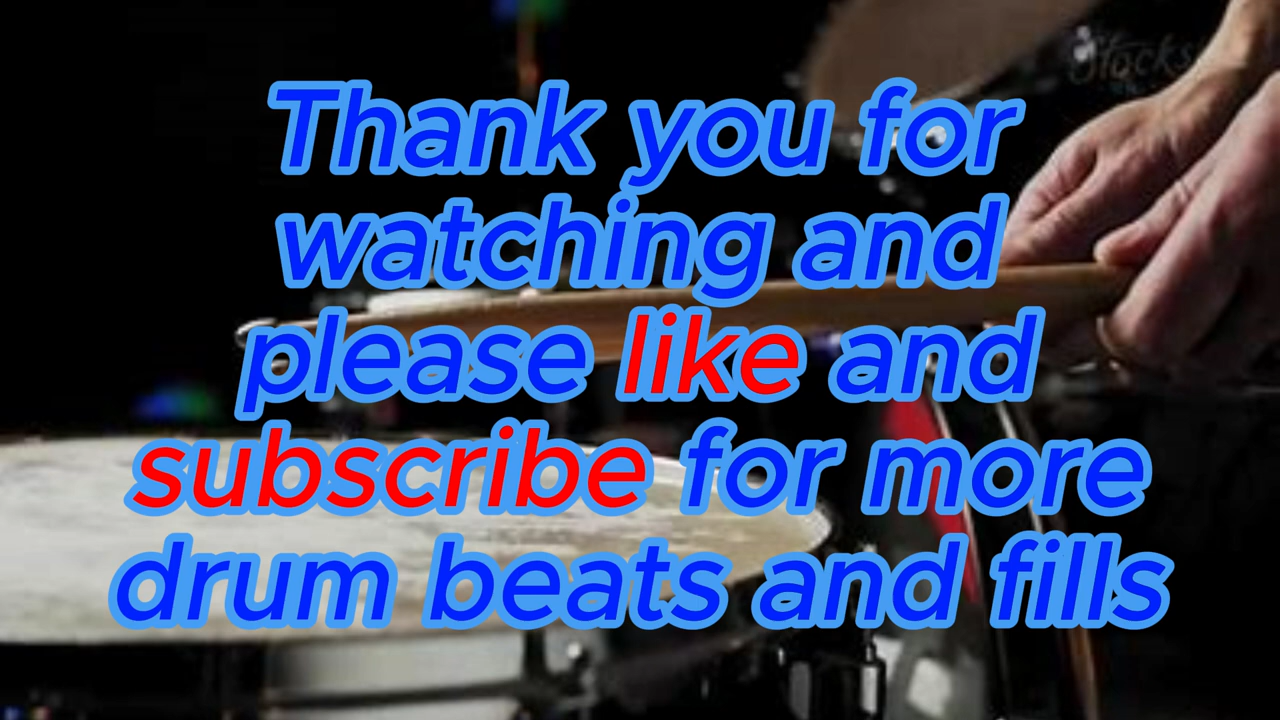 Thank you for
watching and
please like and
subscribe for more
drum beats and fills